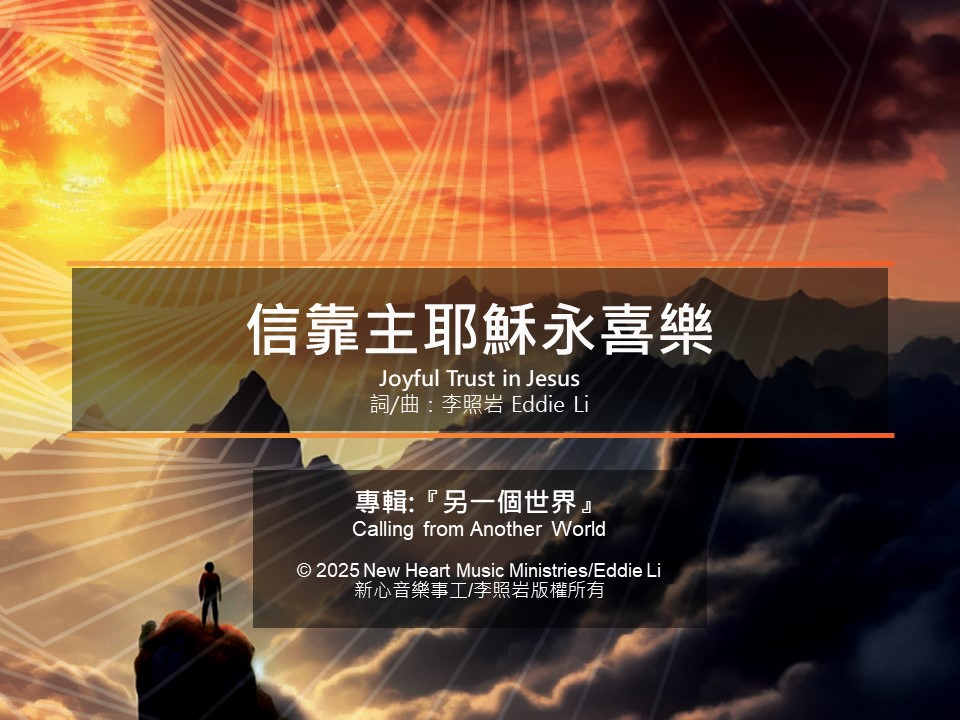 信靠主耶穌永喜樂
Joyful Trust in Jesus
詞/曲：李照岩 Eddie Li
專輯:『另一個世界』
Calling from Another World
© 2025 New Heart Music Ministries/Eddie Li
新心音樂事工/李照岩版權所有